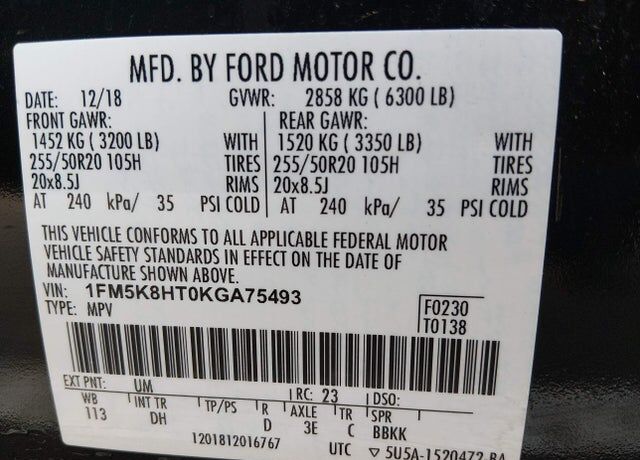 MFD. BY FORD MOTOR CO.
DATE: 12/18 GVWR: 2858 KG ( 6300 LB)
FRONT GAWR: REAR GAWR:
1452 KG ( 3200 LB) WITH 1520 KG ( 3350 LB) WITH
255/50R20 105H TIRES 255/50R20 105H TIRES
20x8.5J RIMS 20x8.5J RIMS
AT 240 kPa/ 35 PSI COLD AT 240 kPa/ 35 PSI COLD
THIS VEHICLE CONFORMS TO ALL APPLICABLE FEDERAL MOTOR
VEHICLE SAFETY STANDARDS IN EFFECT ON THE DATE OF
MANUFACTURE SHOWN ABOVE.
VIN: 1FM5K8HT0KGA75493
TYPE: MPV
F0230
T0138
EXT PNT: UM RC: 23 DSO:
WB INT TR TP/PS R AXLE TR SPR
113 DH D 3E C BBKK
1201812016767 UTC ▽ 5U5A-1520472 BA